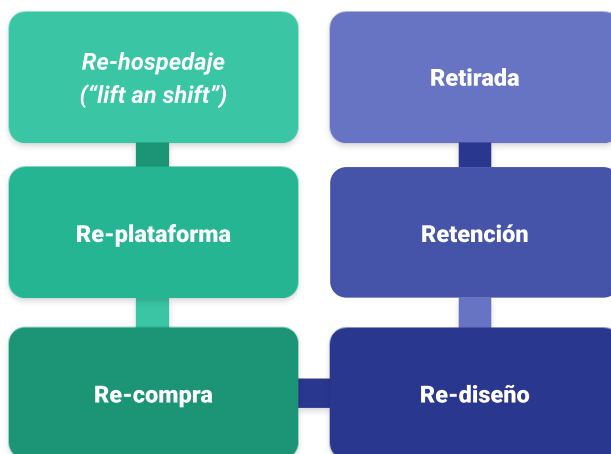 Re-hospedaje
(“lift an shift”)
Re-plataforma
Re-compra
Re-diseño
Retención
Retirada